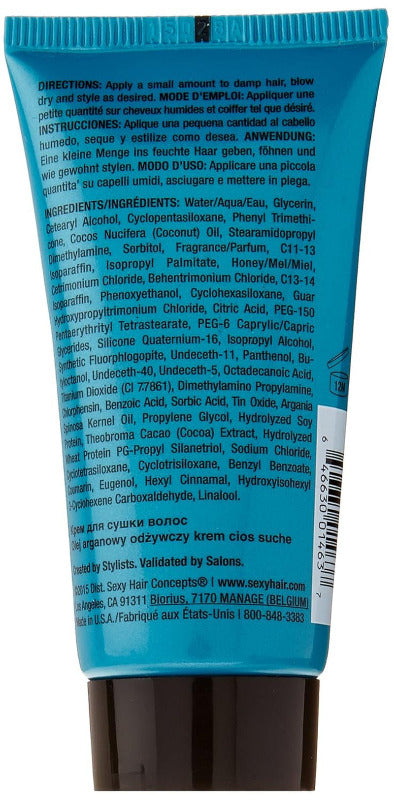 DIRECTIONS: Apply a small amount to damp hair, blow
dry and style as desired. MODE D'EMPLOI: Appliquer une
petite quantité sur cheveux humides et coiffer tel que désiré.
INSTRUCCIONES: Aplique una pequena cantidad al cabello
humedo, seque y estilize como desea. ANWENDUNG:
Eine kleine Menge ins feuchte Haar geben, föhnen und
wie gewohnt stylen. MODO D'USO: Applicare una piccola
quantita' su capelli umidi, asciugare e mettere in piega.
INGREDIENTS/INGRÉDIENTS: Water/Aqua/Eau, Glycerin,
Cetearyl Alcohol, Cyclopentasiloxane, Phenyl Trimethi-
cone, Cocos Nucifera (Coconut) Oil, Stearamidopropyl
Dimethylamine, Sorbitol, Fragrance/Parfum, C11-13
Isoparaffin, Isopropyl Palmitate, Honey/Mel/Miel,
Cetrimonium Chloride, Behentrimonium Chloride, C13-14
Isoparaffin, Phenoxyethanol, Cyclohexasiloxane, Guar
Hydroxypropyltrimonium Chloride, Citric Acid, PEG-150
Pentaerythrityl Tetrastearate, PEG-6 Caprylic/Capric
Glycerides, Silicone Quaternium-16, Isopropyl Alcohol,
Synthetic Fluorphlogopite, Undeceth-11, Panthenol, Bu-
tyloctanol, Undeceth-40, Undeceth-5, Octadecanoic Acid,
Titanium Dioxide (CI 77861), Dimethylamino Propylamine,
Chlorphensin, Benzoic Acid, Sorbic Acid, Tin Oxide, Argania
Spinosa Kernel Oil, Propylene Glycol, Hydrolyzed Soy
Protein, Theobroma Cacao (Cocoa) Extract, Hydrolyzed
Wheat Protein PG-Propyl Silanetriol, Sodium Chloride,
Cyclotetrasiloxane, Cyclotrisiloxane, Benzyl Benzoate,
Coumarin, Eugenol, Hexyl Cinnamal, Hydroxyisohexyl
3-Cyclohexene Carboxaldehyde, Linalool.
Крем для сушки волос
Olej arganowy odżywczy krem cios suche
Created by Stylists. Validated by Salons.
©2015 Dist. Sexy Hair Concepts® | www.sexyhair.com
Los Angeles, CA 91311 Biorius, 7170 MANAGE (BELGIUM)
Made in U.S.A./Fabriqué aux États-Unis | 800-848-3383
12M
6 46630 01463 7